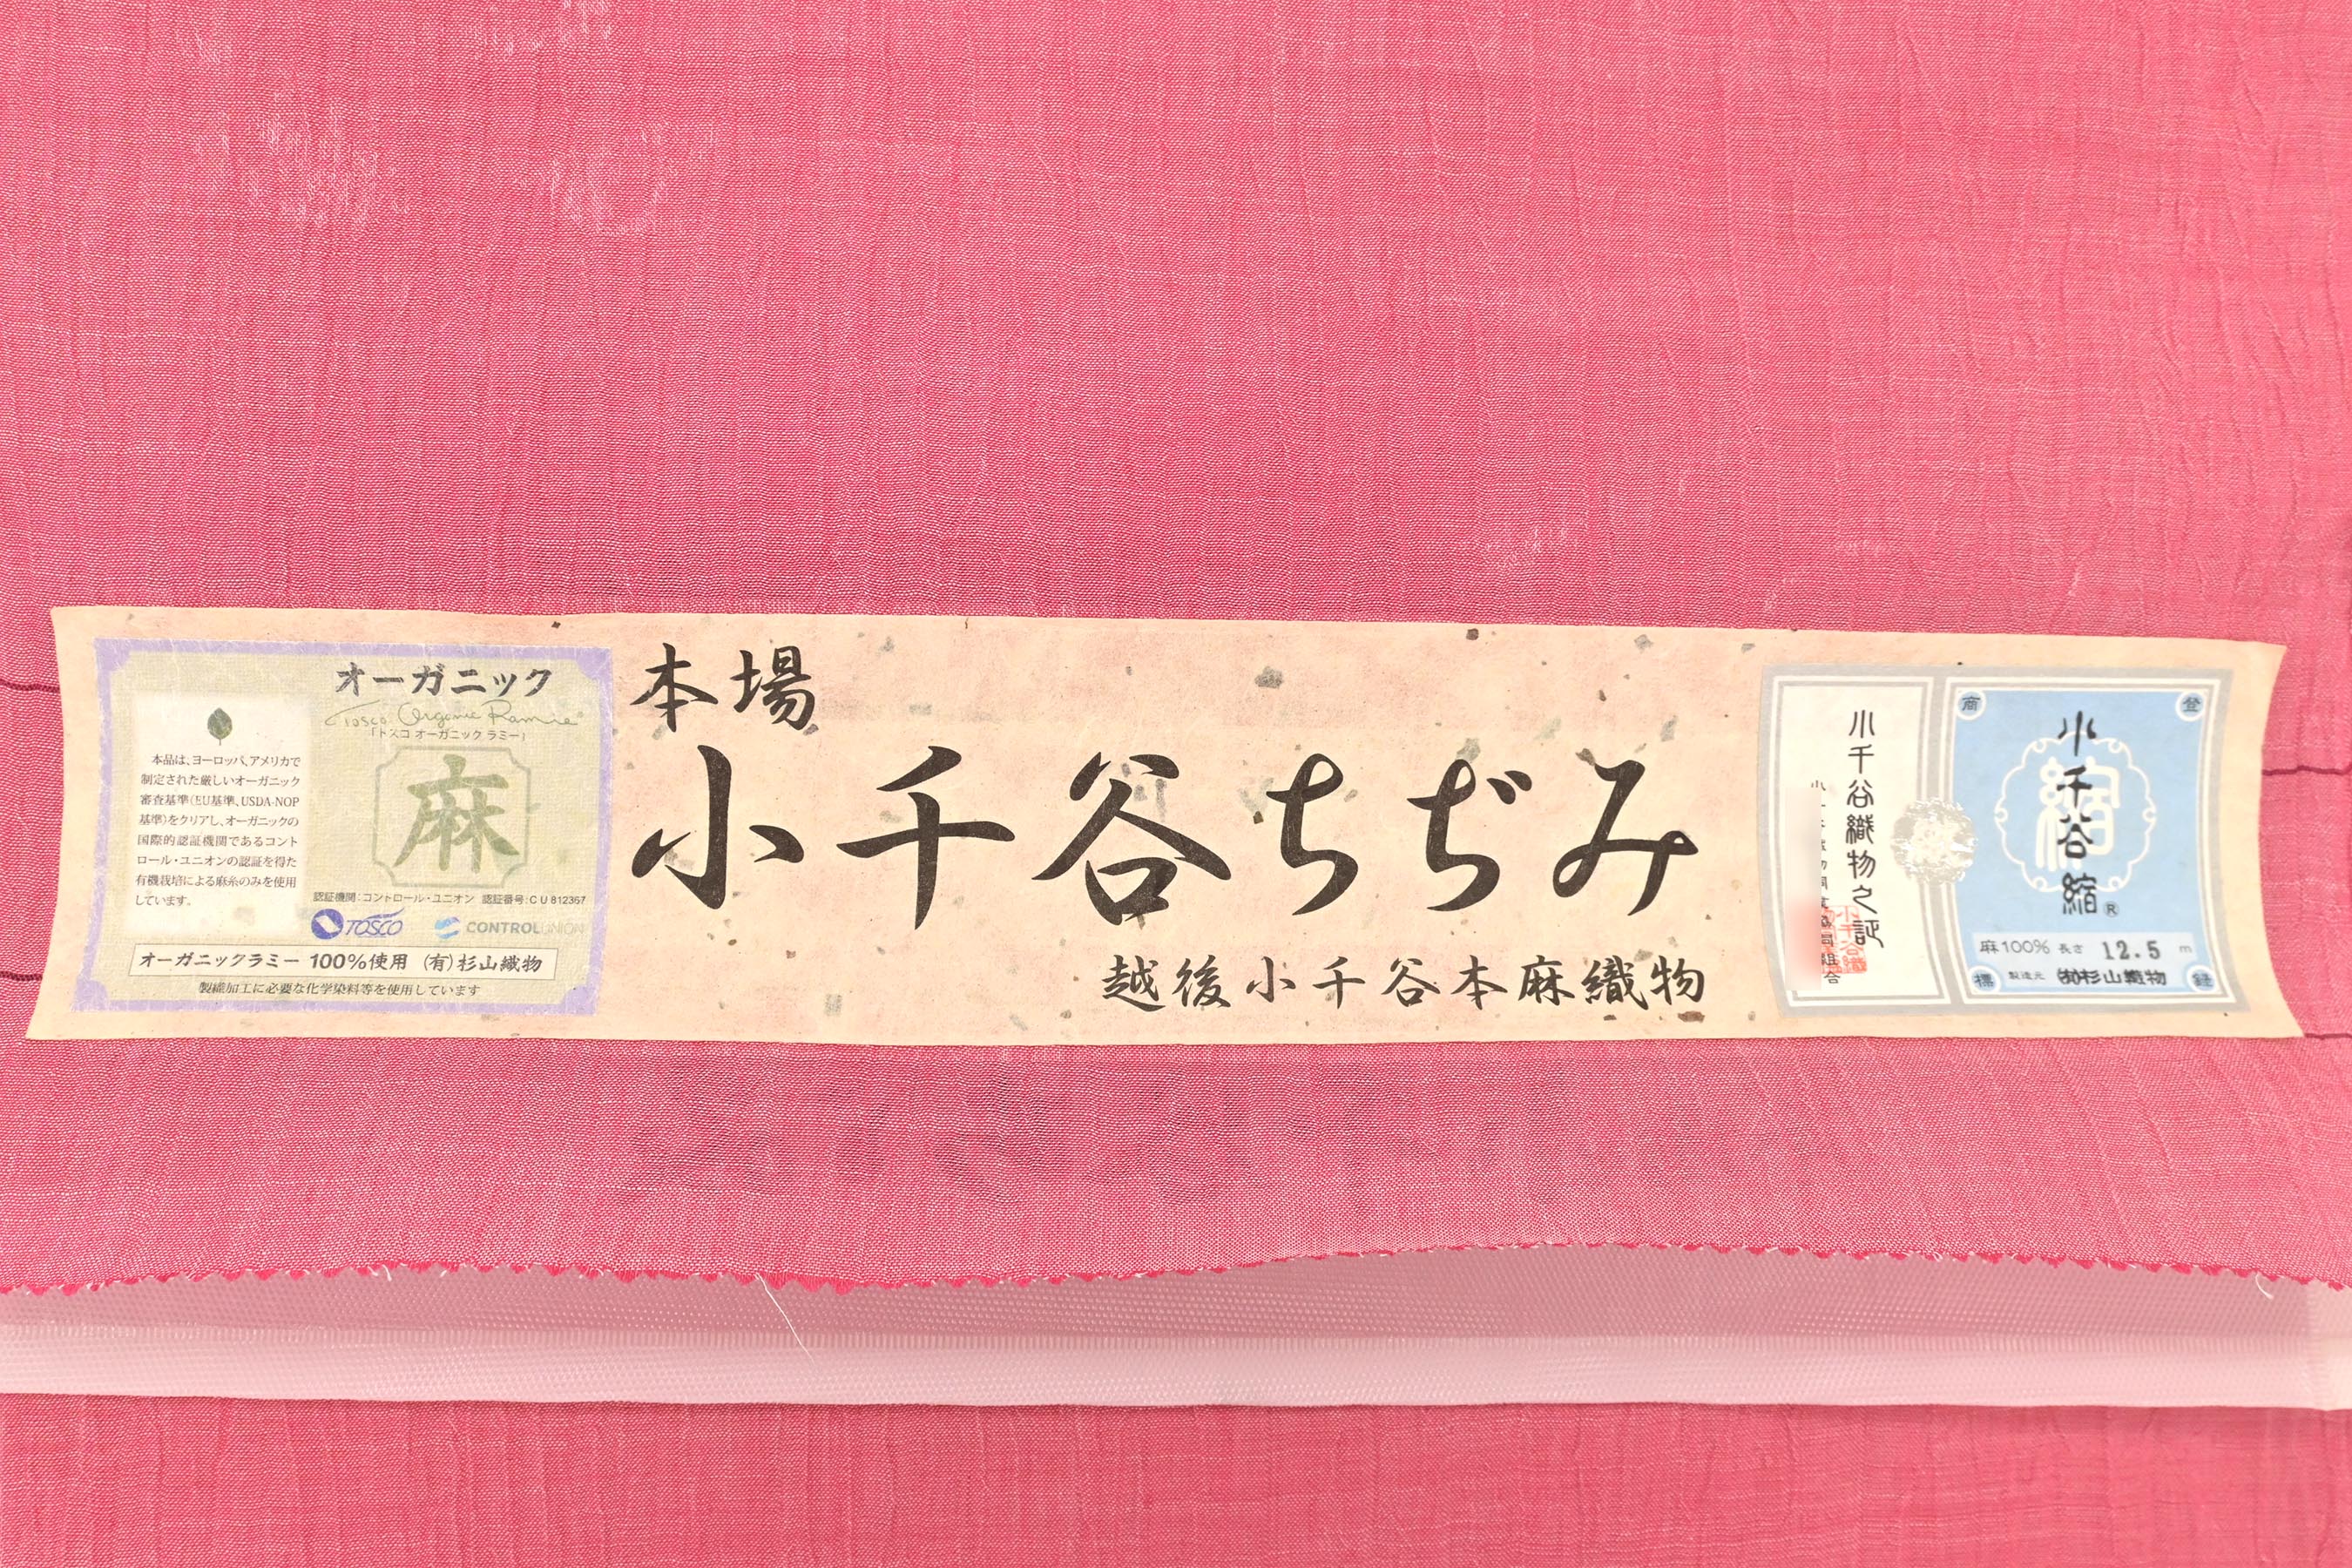 オーガニック
Tosco Organic Ramie
「トスコ オーガニック ラミー」
本品は、ヨーロッパ、アメリカで
制定された厳しいオーガニック
審査基準(EU基準、USDA-NOP
基準)をクリアし、オーガニックの
国際的認証機関であるコント
ロール・ユニオンの認証を得た
有機栽培による麻糸のみを使用
しています。
麻
認証機関:コントロール・ユニオン 認証番号:CU812367
TOSCO CONTROLUNION
オーガニックラミー 100%使用 (有)杉山織物
製織加工に必要な化学染料等を使用しています
本場
小千谷ちぢみ
越後小千谷本麻織物
小千谷織物之証
商 登
縮
小千谷縮®
麻100% 長さ 12.5 m
標 製造元 (有)杉山織物 録